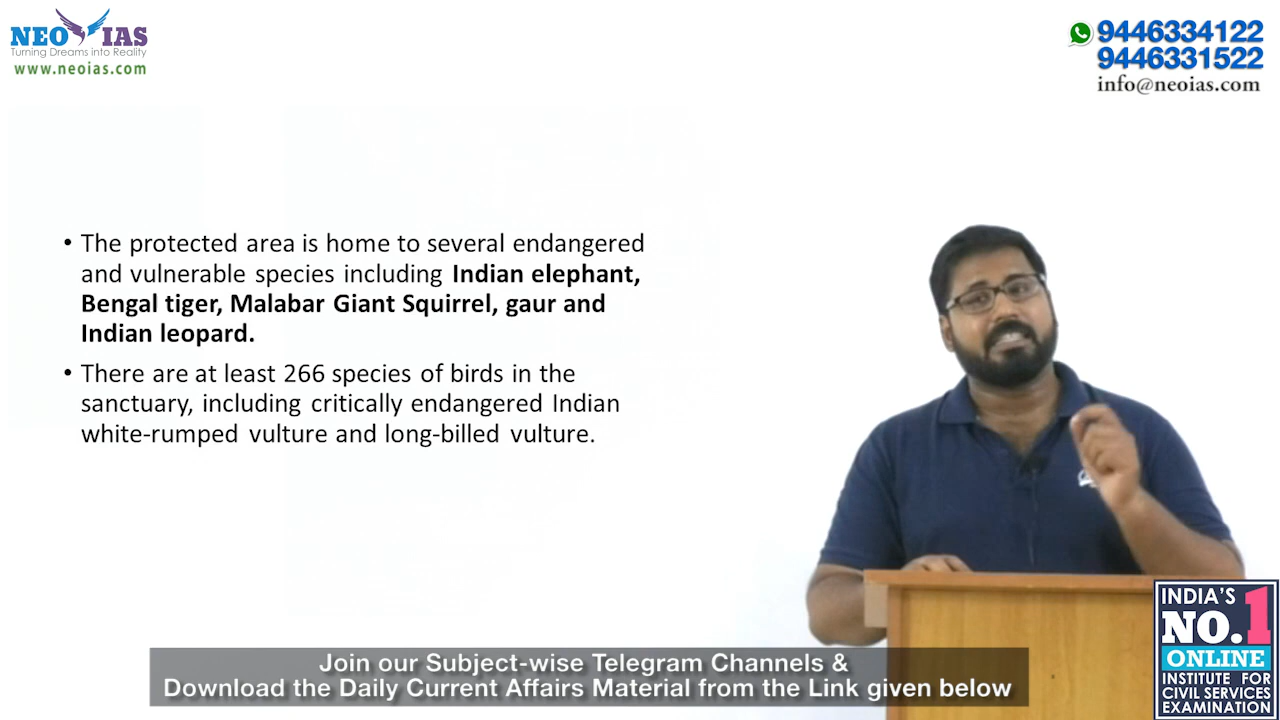 NEO IAS
Turning Dreams into Reality
www.neoias.com
9446334122
9446331522
info@neoias.com
• The protected area is home to several endangered
and vulnerable species including Indian elephant,
Bengal tiger, Malabar Giant Squirrel, gaur and
Indian leopard.
• There are at least 266 species of birds in the
sanctuary, including critically endangered Indian
white-rumped vulture and long-billed vulture.
INDIA'S
NO.1
ONLINE
INSTITUTE FOR
CIVIL SERVICES
EXAMINATION
Join our Subject-wise Telegram Channels &
Download the Daily Current Affairs Material from the Link given below